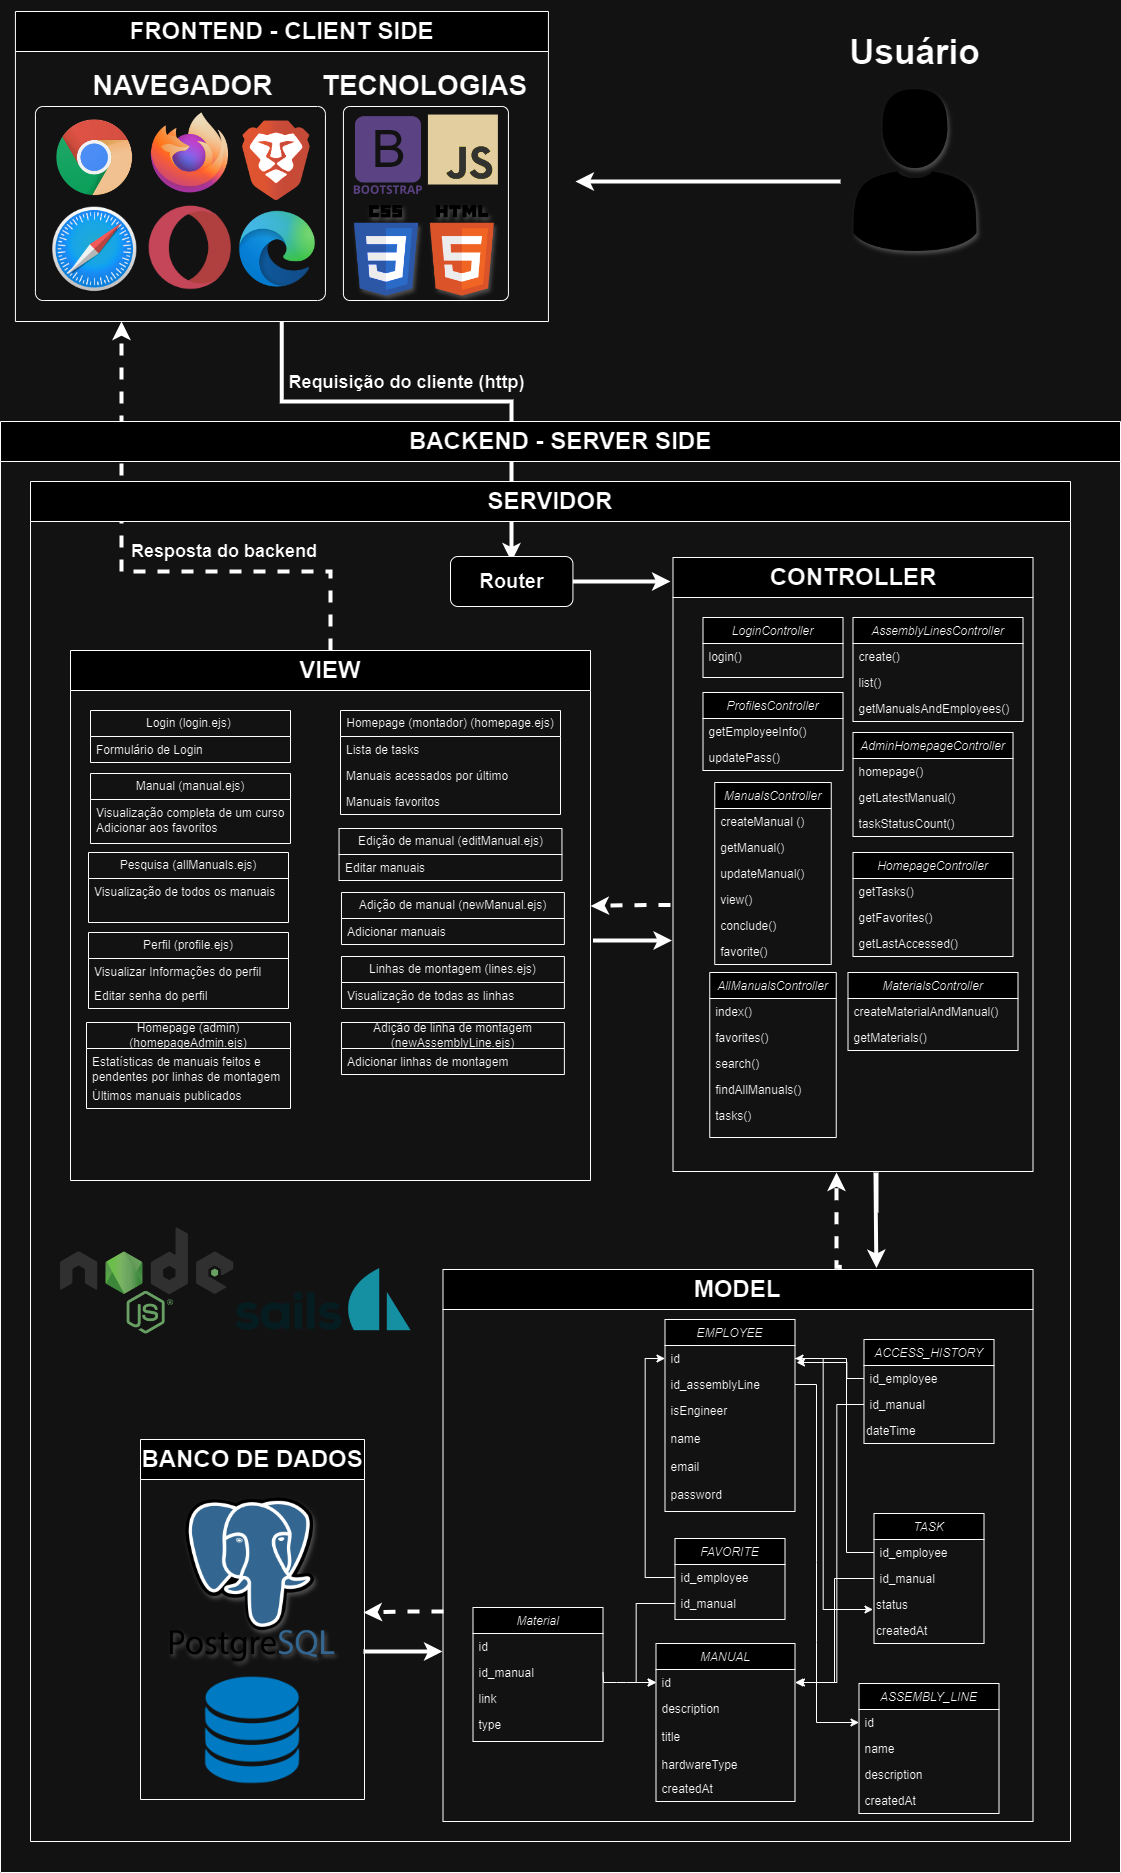 FRONTEND - CLIENT SIDE
Usuário
NAVEGADOR
TECNOLOGIAS
B
BOOTSTRAP
JS
CSS
3
HTML
5
Requisição do cliente (http)
BACKEND - SERVER SIDE
SERVIDOR
Resposta do backend
Router
VIEW
Login (login.ejs)
Formulário de Login
Manual (manual.ejs)
Visualização completa de um curso
Adicionar aos favoritos
Pesquisa (allManuals.ejs)
Visualização de todos os manuais
Perfil (profile.ejs)
Visualizar Informações do perfil
Editar senha do perfil
Homepage (admin)
(homepageAdmin.ejs)
Estatísticas de manuais feitos e
pendentes por linhas de montagem
Últimos manuais publicados
Homepage (montador) (homepage.ejs)
Lista de tasks
Manuais acessados por último
Manuais favoritos
Edição de manual (editManual.ejs)
Editar manuais
Adição de manual (newManual.ejs)
Adicionar manuais
Linhas de montagem (lines.ejs)
Visualização de todas as linhas
Adição de linha de montagem
(newAssemblyLine.ejs)
Adicionar linhas de montagem
CONTROLLER
LoginController
login()
ProfilesController
getEmployeeInfo()
updatePass()
ManualsController
createManual ()
getManual()
updateManual()
view()
conclude()
favorite()
AllManualsController
index()
favorites()
search()
findAllManuals()
tasks()
AssemblyLinesController
create()
list()
getManualsAndEmployees()
AdminHomepageController
homepage()
getLatestManual()
taskStatusCount()
HomepageController
getTasks()
getFavorites()
getLastAccessed()
MaterialsController
createMaterialAndManual()
getMaterials()
node
JS®
sails
MODEL
EMPLOYEE
id
id_assemblyLine
isEngineer
name
email
password
ACCESS_HISTORY
id_employee
id_manual
dateTime
TASK
id_employee
id_manual
status
createdAt
FAVORITE
id_employee
id_manual
Material
id
id_manual
link
type
MANUAL
id
description
title
hardwareType
createdAt
ASSEMBLY_LINE
id
name
description
createdAt
BANCO DE DADOS
PostgreSQL